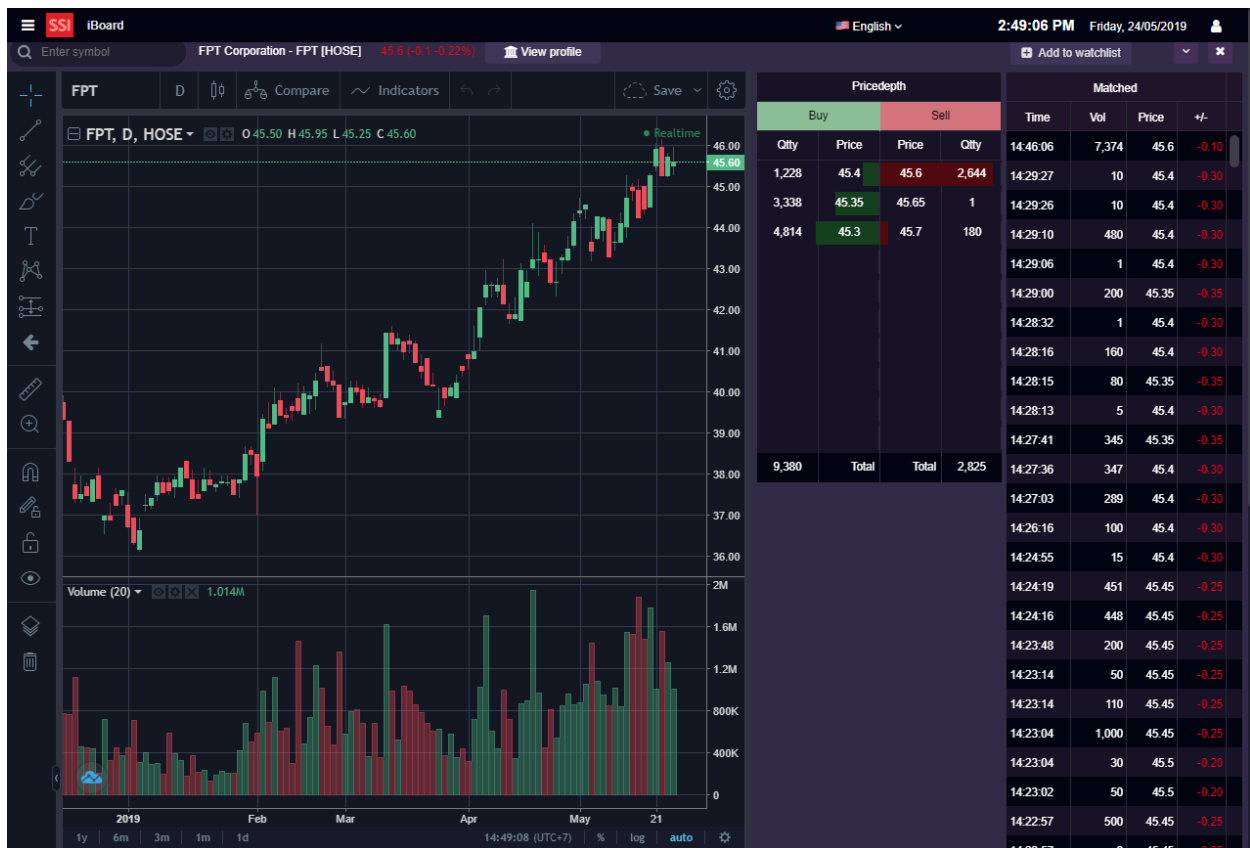 SSI iBoard English 2:49:06 PM Friday, 24/05/2019
Enter symbol FPT Corporation - FPT [HOSE] 45.6 (-0.1 -0.22%) View profile Add to watchlist
FPT D Compare Indicators Save
FPT, D, HOSE O 45.50 H 45.95 L 45.25 C 45.60 Realtime
46.00
45.60
45.00
44.00
43.00
42.00
41.00
40.00
39.00
38.00
37.00
36.00
Volume (20) 1.014M
2M
1.6M
1.2M
800K
400K
0
2019 Feb Mar Apr May 21
1y 6m 3m 1m 1d 14:49:08 (UTC+7) % log auto
Pricedepth
Buy Sell
Qtty Price Price Qtty
1,228 45.4 45.6 2,644
3,338 45.35 45.65 1
4,814 45.3 45.7 180
9,380 Total Total 2,825
Matched
Time Vol Price +/-
14:46:06 7,374 45.6 -0.10
14:29:27 10 45.4 -0.30
14:29:26 10 45.4 -0.30
14:29:10 480 45.4 -0.30
14:29:06 1 45.4 -0.30
14:29:00 200 45.35 -0.35
14:28:32 1 45.4 -0.30
14:28:16 160 45.4 -0.30
14:28:15 80 45.35 -0.35
14:28:13 5 45.4 -0.30
14:27:41 345 45.35 -0.35
14:27:36 347 45.4 -0.30
14:27:03 289 45.4 -0.30
14:26:16 100 45.4 -0.30
14:24:55 15 45.4 -0.30
14:24:19 451 45.45 -0.25
14:24:16 448 45.45 -0.25
14:23:48 200 45.45 -0.25
14:23:14 50 45.45 -0.25
14:23:14 110 45.45 -0.25
14:23:04 1,000 45.45 -0.25
14:23:04 30 45.5 -0.20
14:23:02 50 45.5 -0.20
14:22:57 500 45.45 -0.25